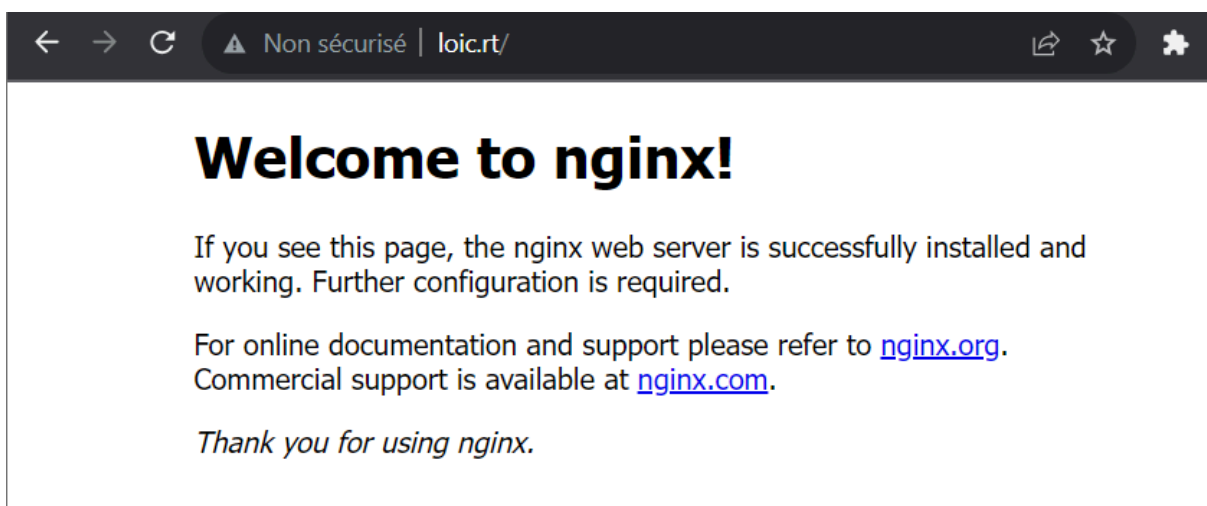 Non sécurisé | loic.rt/
Welcome to nginx!
If you see this page, the nginx web server is successfully installed and
working. Further configuration is required.
For online documentation and support please refer to nginx.org.
Commercial support is available at nginx.com.
Thank you for using nginx.